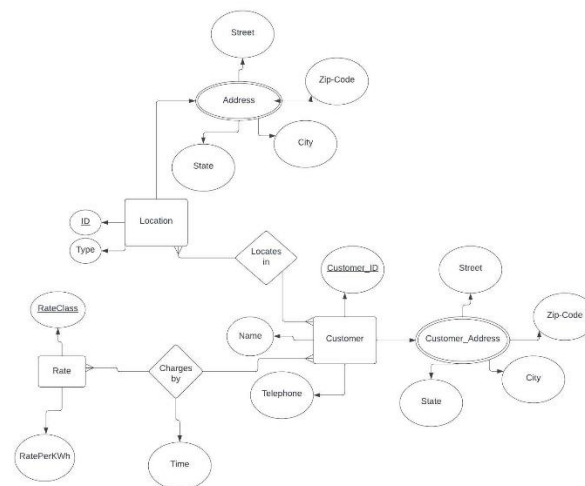 Street
Zip-Code
Address
City
State
ID
Location
Type
Locates
in
Customer_ID
Street
RateClass
Zip-Code
Name
Customer
Customer_Address
Rate
Charges
by
Telephone
City
State
RatePerKWh
Time